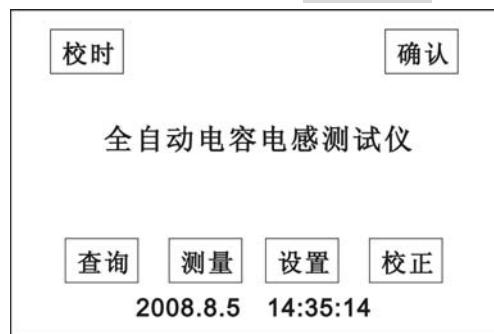 校时 确认
全自动电容电感测试仪
查询 测量 设置 校正
2008.8.5 14:35:14